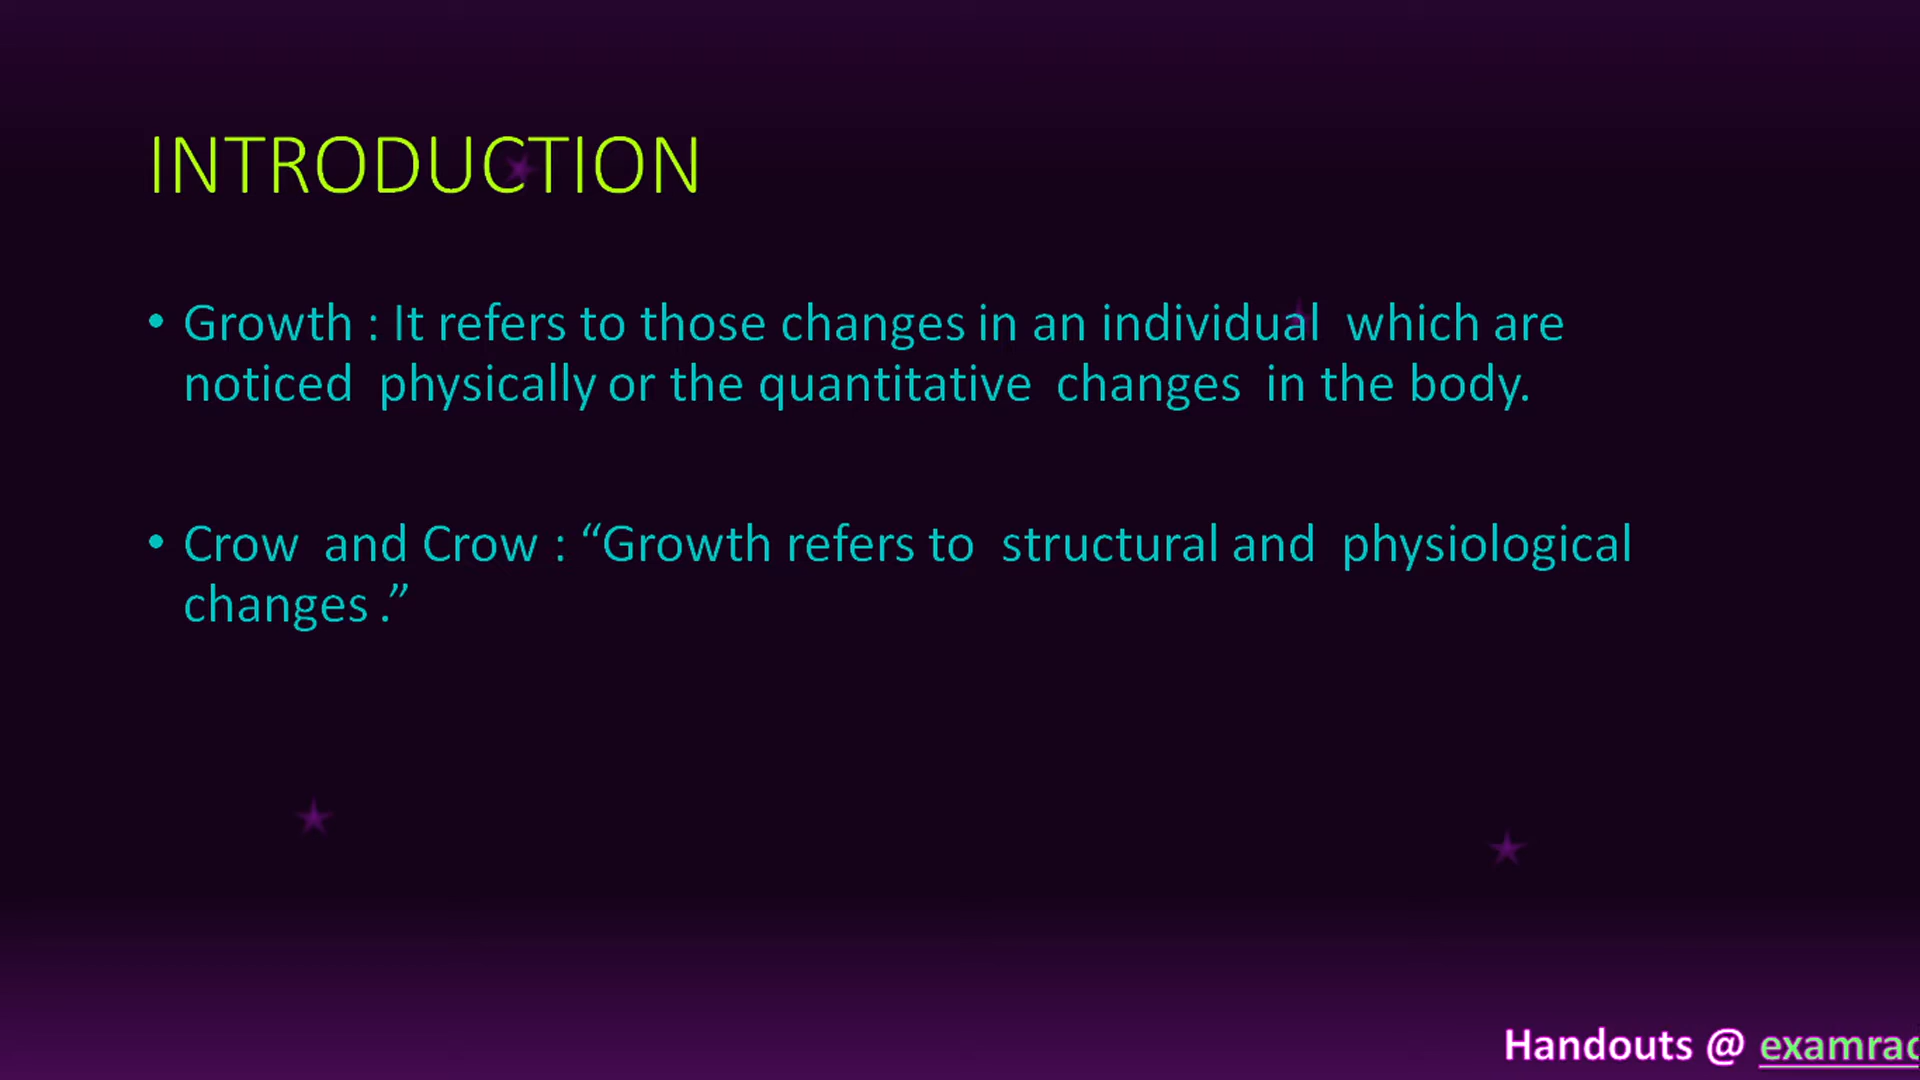 INTRODUCTION
• Growth : It refers to those changes in an individual which are
noticed physically or the quantitative changes in the body.
• Crow and Crow : “Growth refers to structural and physiological
changes .”
Handouts @ examrac